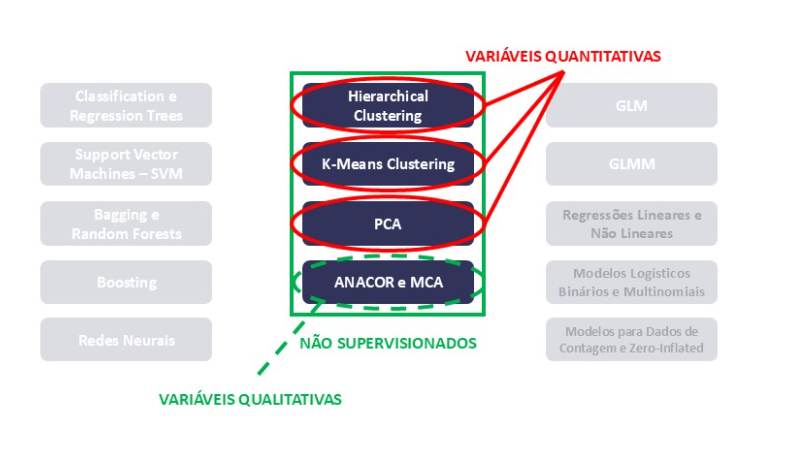 VARIÁVEIS QUANTITATIVAS
Classification e
Regression Trees
Support Vector
Machines – SVM
Bagging e
Random Forests
Boosting
Redes Neurais
Hierarchical
Clustering
K-Means Clustering
PCA
ANACOR e MCA
NÃO SUPERVISIONADOS
VARIÁVEIS QUALITATIVAS
GLM
GLMM
Regressões Lineares e
Não Lineares
Modelos Logísticos
Binários e Multinomiais
Modelos para Dados de
Contagem e Zero-Inflated